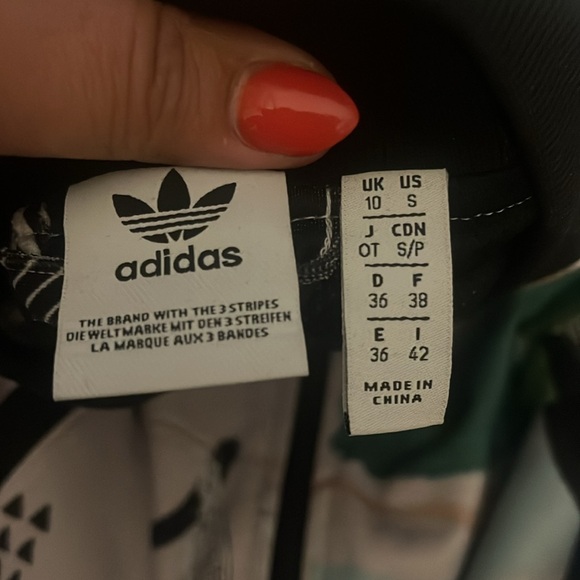 adidas
THE BRAND WITH THE 3 STRIPES
DIE WELTMARKE MIT DEN 3 STREIFEN
LA MARQUE AUX 3 BANDES
UK US
10 S
J CDN
OT S/P
D F
36 38
E I
36 42
MADE IN
CHINA